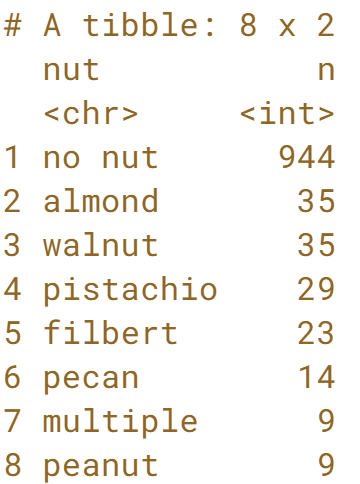 # A tibble: 8 x 2
nut n
<chr> <int>
1 no nut 944
2 almond 35
3 walnut 35
4 pistachio 29
5 filbert 23
6 pecan 14
7 multiple 9
8 peanut 9